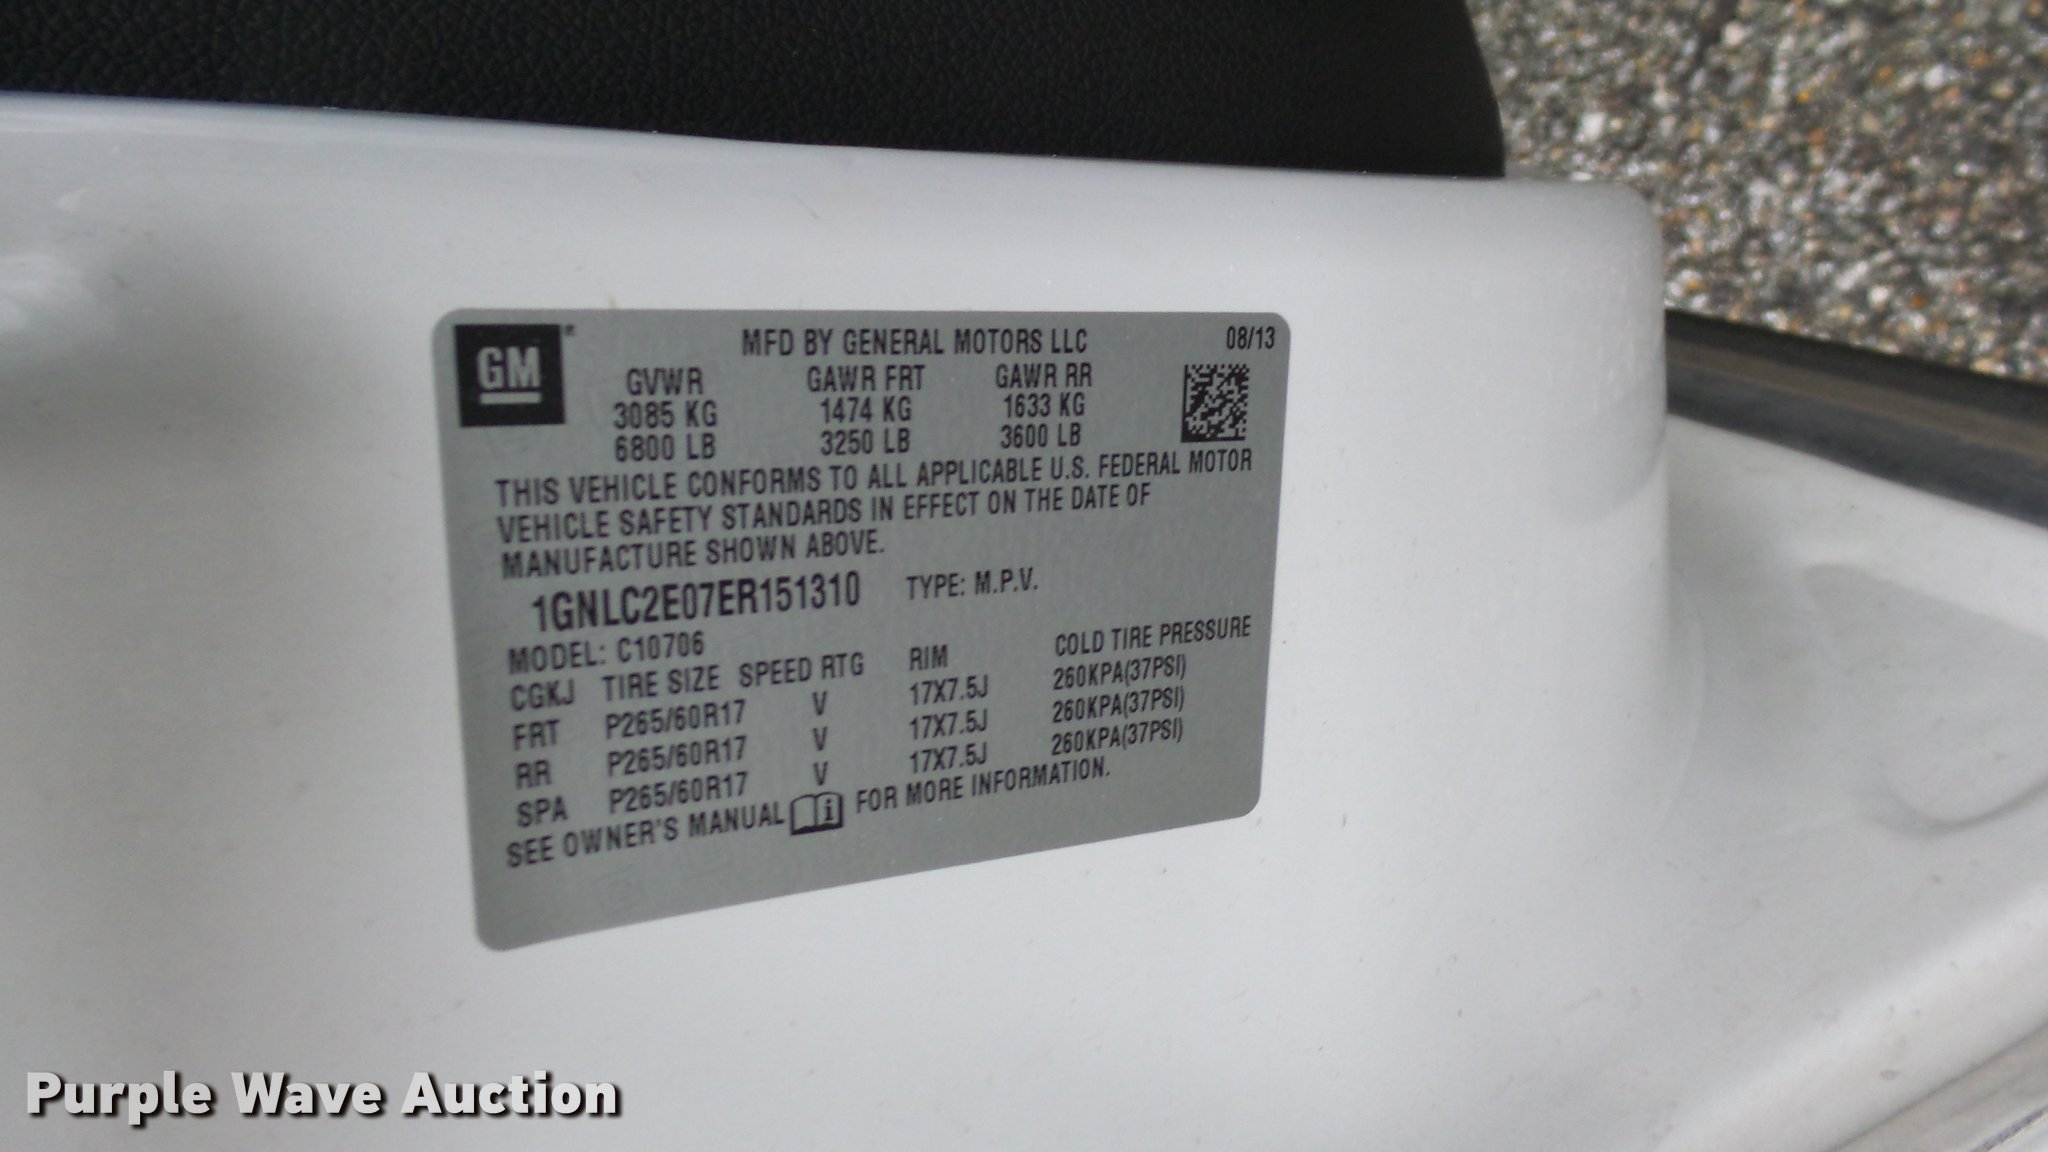 GM®
MFD BY GENERAL MOTORS LLC 08/13
GVWR GAWR FRT GAWR RR
3085 KG 1474 KG 1633 KG
6800 LB 3250 LB 3600 LB
THIS VEHICLE CONFORMS TO ALL APPLICABLE U.S. FEDERAL MOTOR
VEHICLE SAFETY STANDARDS IN EFFECT ON THE DATE OF
MANUFACTURE SHOWN ABOVE.
1GNLC2E07ER151310 TYPE: M.P.V.
MODEL: C10706
CGKJ TIRE SIZE SPEED RTG RIM COLD TIRE PRESSURE
FRT P265/60R17 V 17X7.5J 260KPA(37PSI)
RR P265/60R17 V 17X7.5J 260KPA(37PSI)
SPA P265/60R17 V 17X7.5J 260KPA(37PSI)
SEE OWNER'S MANUAL i FOR MORE INFORMATION.
Purple Wave Auction